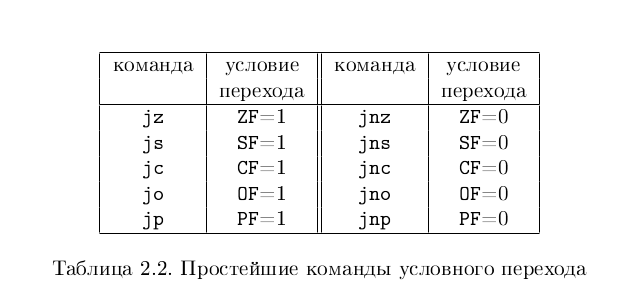 команда условие команда условие
перехода перехода
jz ZF=1 jnz ZF=0
js SF=1 jns SF=0
jc CF=1 jnc CF=0
jo OF=1 jno OF=0
jp PF=1 jnp PF=0
Таблица 2.2. Простейшие команды условного перехода